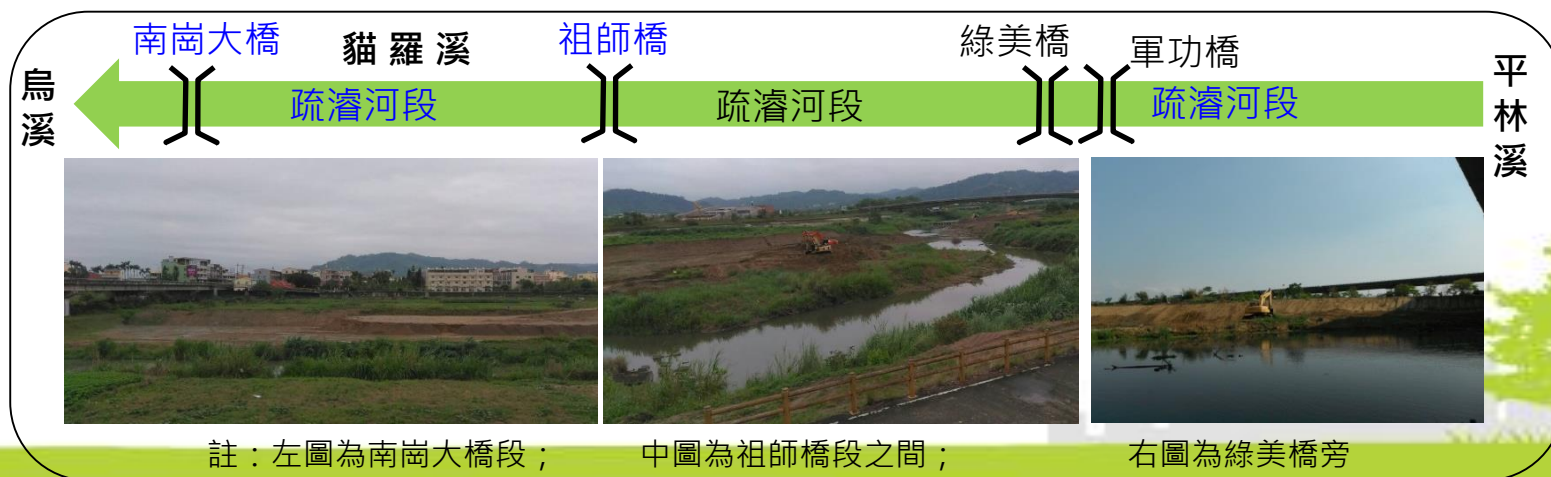 南崗大橋
貓羅溪
祖師橋
綠美橋
軍功橋
烏溪
疏濬河段
疏濬河段
疏濬河段
平林溪
註：左圖為南崗大橋段；
中圖為祖師橋段之間；
右圖為綠美橋旁